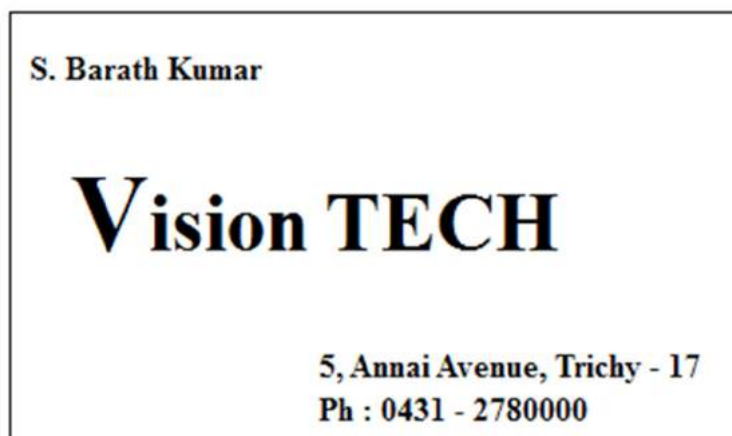 S. Barath Kumar
Vision TECH
5, Annai Avenue, Trichy - 17
Ph : 0431 - 2780000